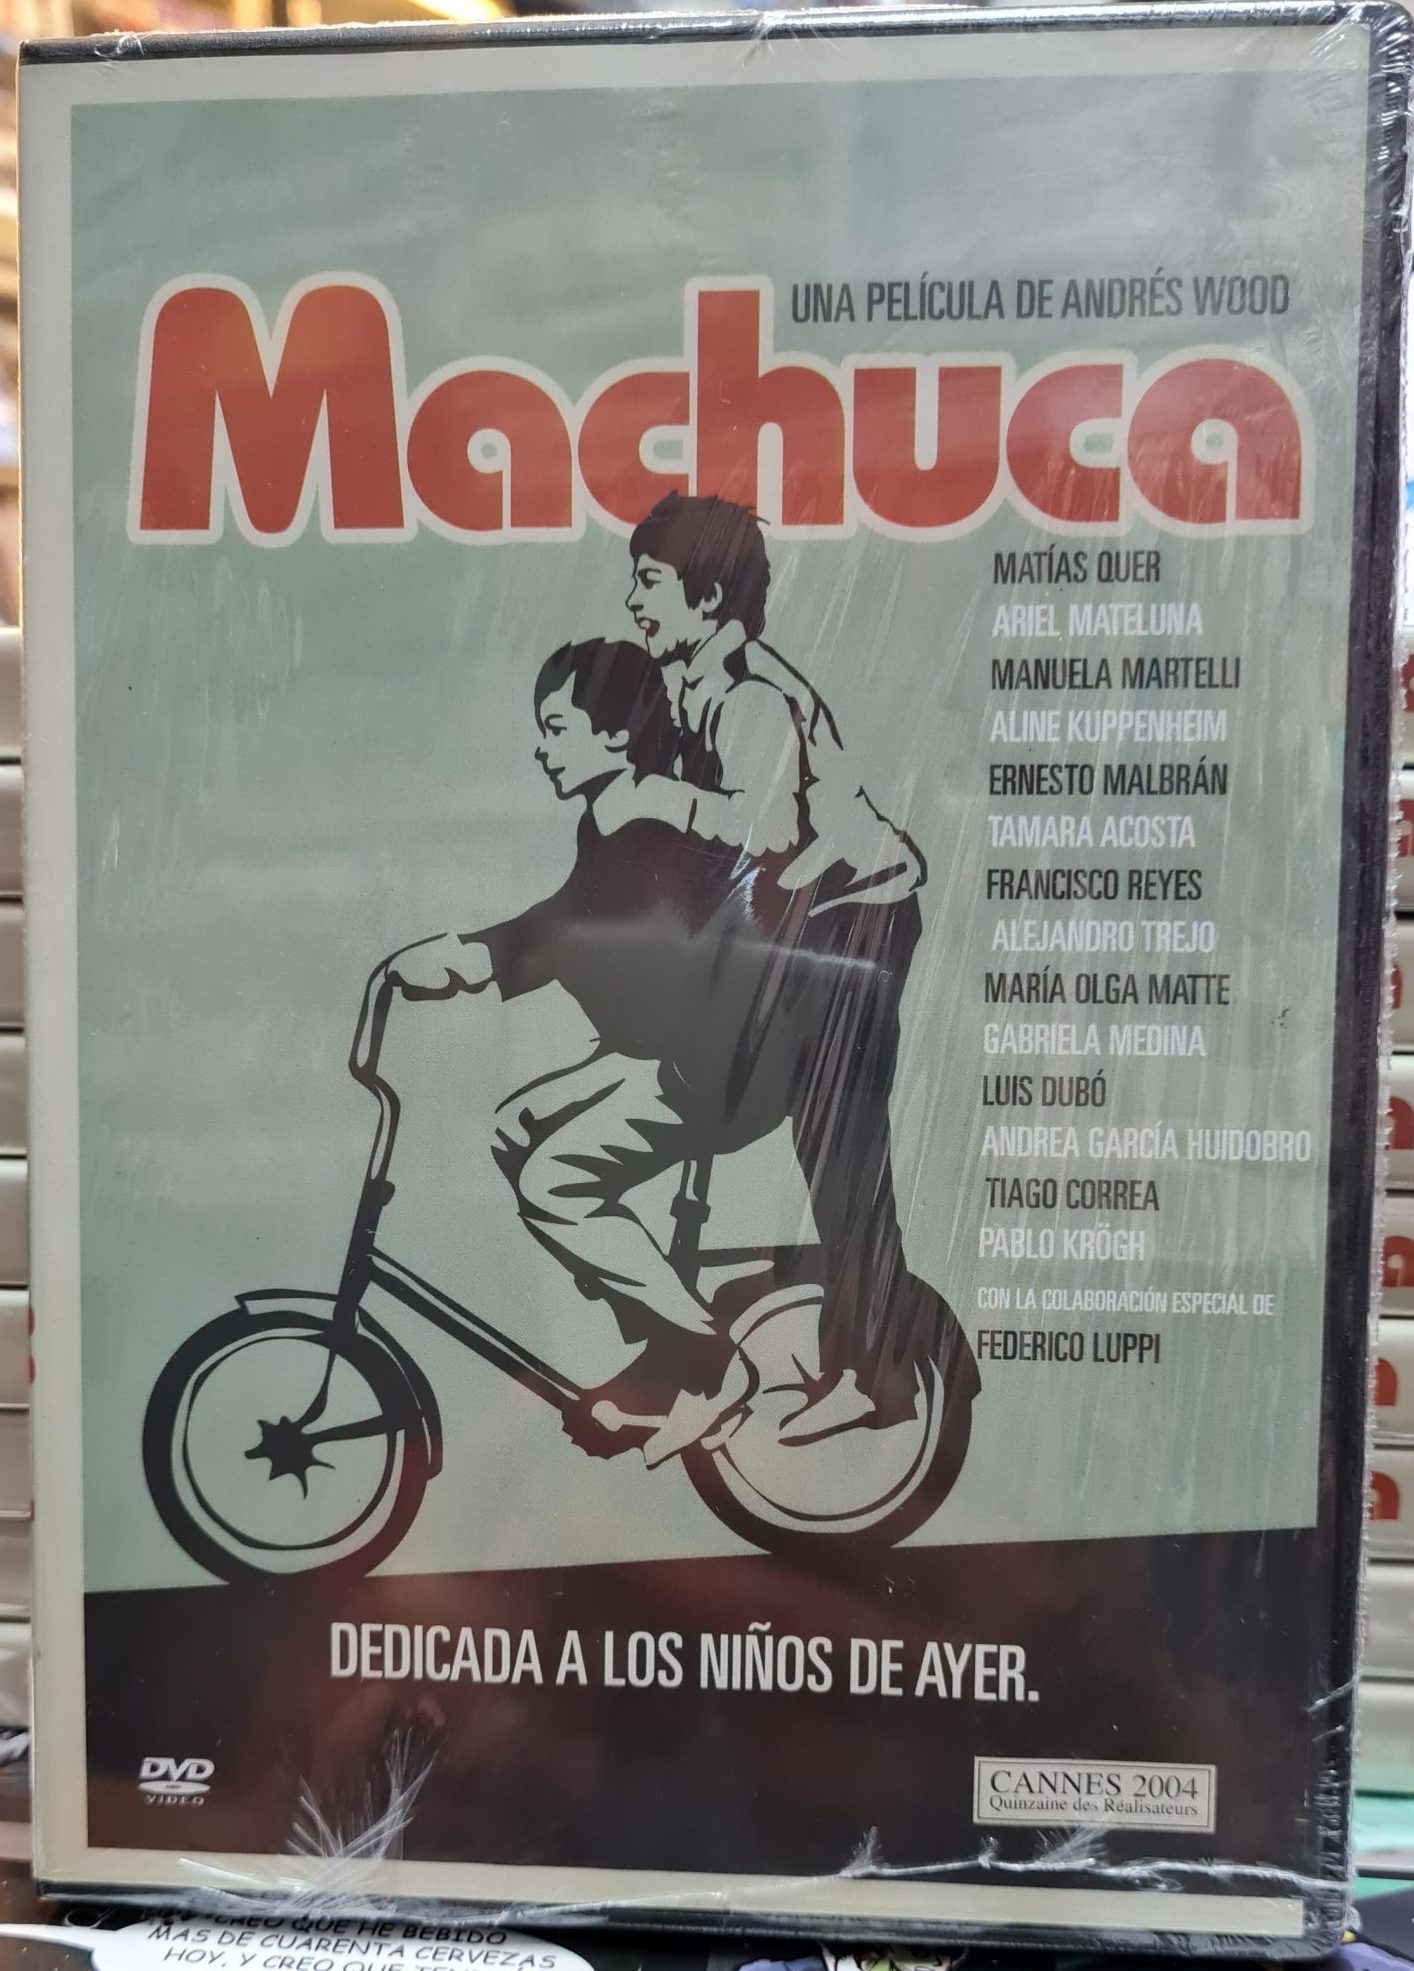 UNA PELÍCULA DE ANDRÉS WOOD
Machuca
MATÍAS QUER
ARIEL MATELUNA
MANUELA MARTELLI
ALINE KUPPENHEIM
ERNESTO MALBRÁN
TAMARA ACOSTA
FRANCISCO REYES
ALEJANDRO TREJO
MARÍA OLGA MATTE
GABRIELA MEDINA
LUIS DUBÓ
ANDREA GARCÍA HUIDOBRO
TIAGO CORREA
PABLO KRÖGH
CON LA COLABORACIÓN ESPECIAL DE
FEDERICO LUPPI
DEDICADA A LOS NIÑOS DE AYER.
DVD
VIDEO
CANNES 2004
Quinzaine des Réalisateurs
CREO QUE HE BEBIDO
MAS DE CUARENTA CERVEZAS
HOY, Y CREO QUE